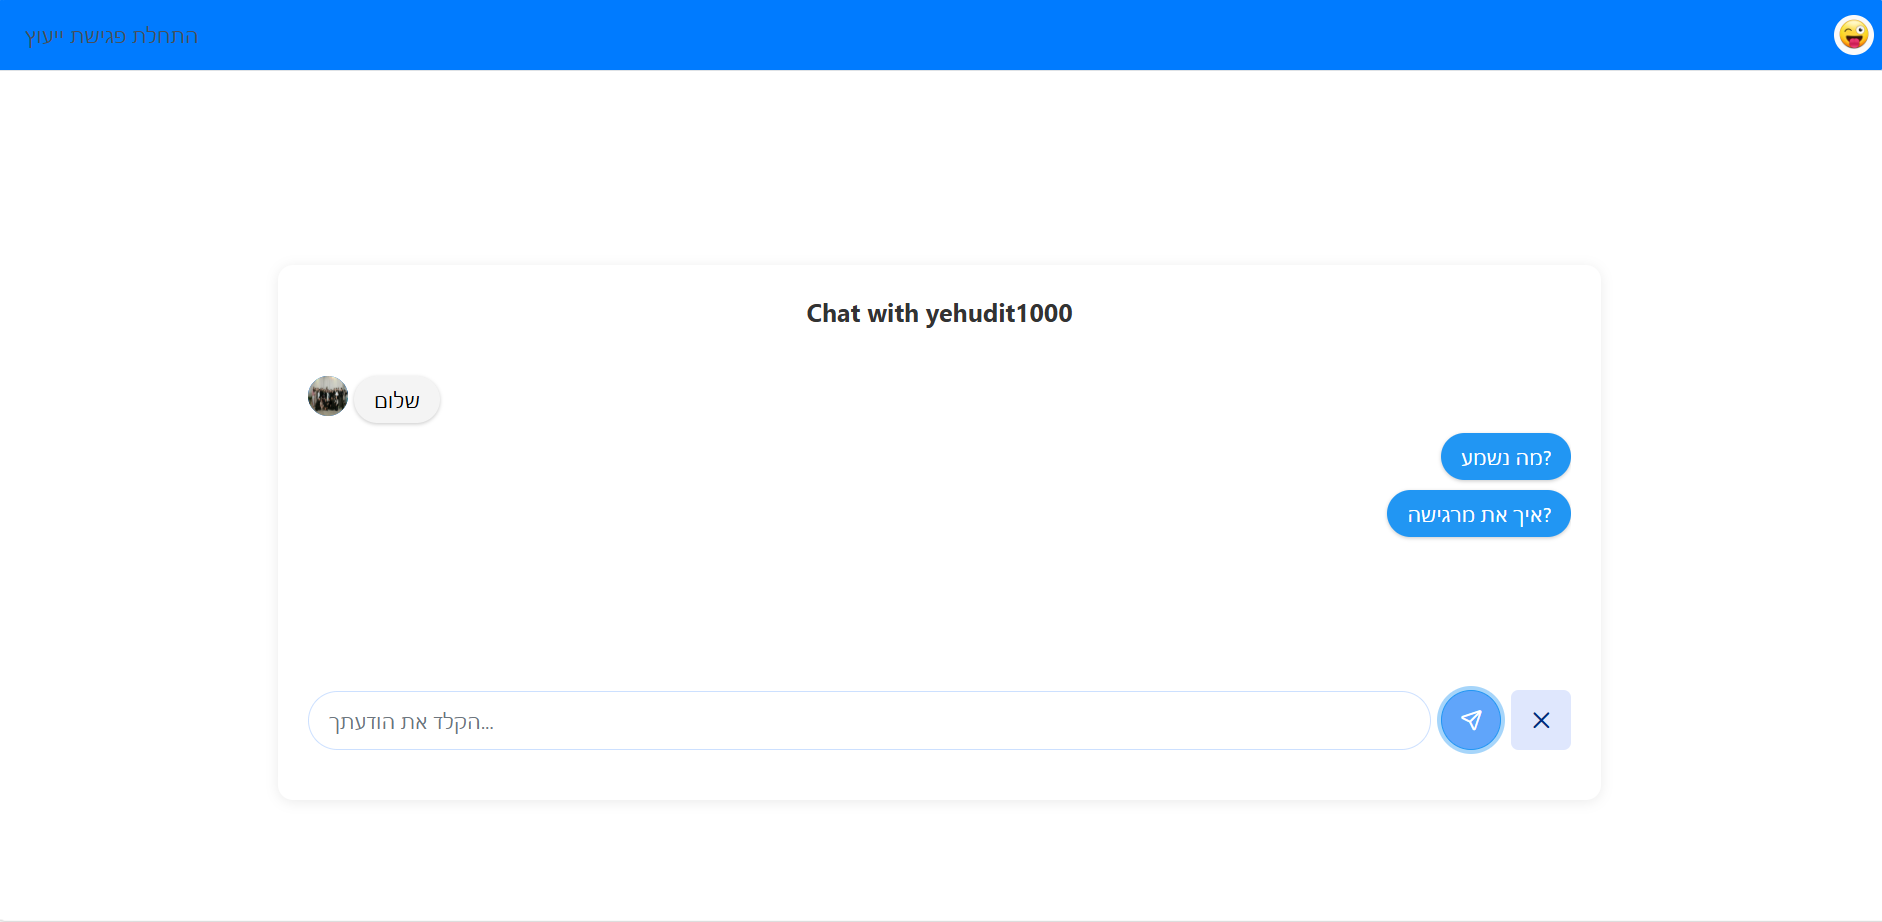 התחלת פגישת ייעוץ
Chat with yehudit1000
שלום
מה נשמע?
איך את מרגישה?
הקלד את הודעתך...